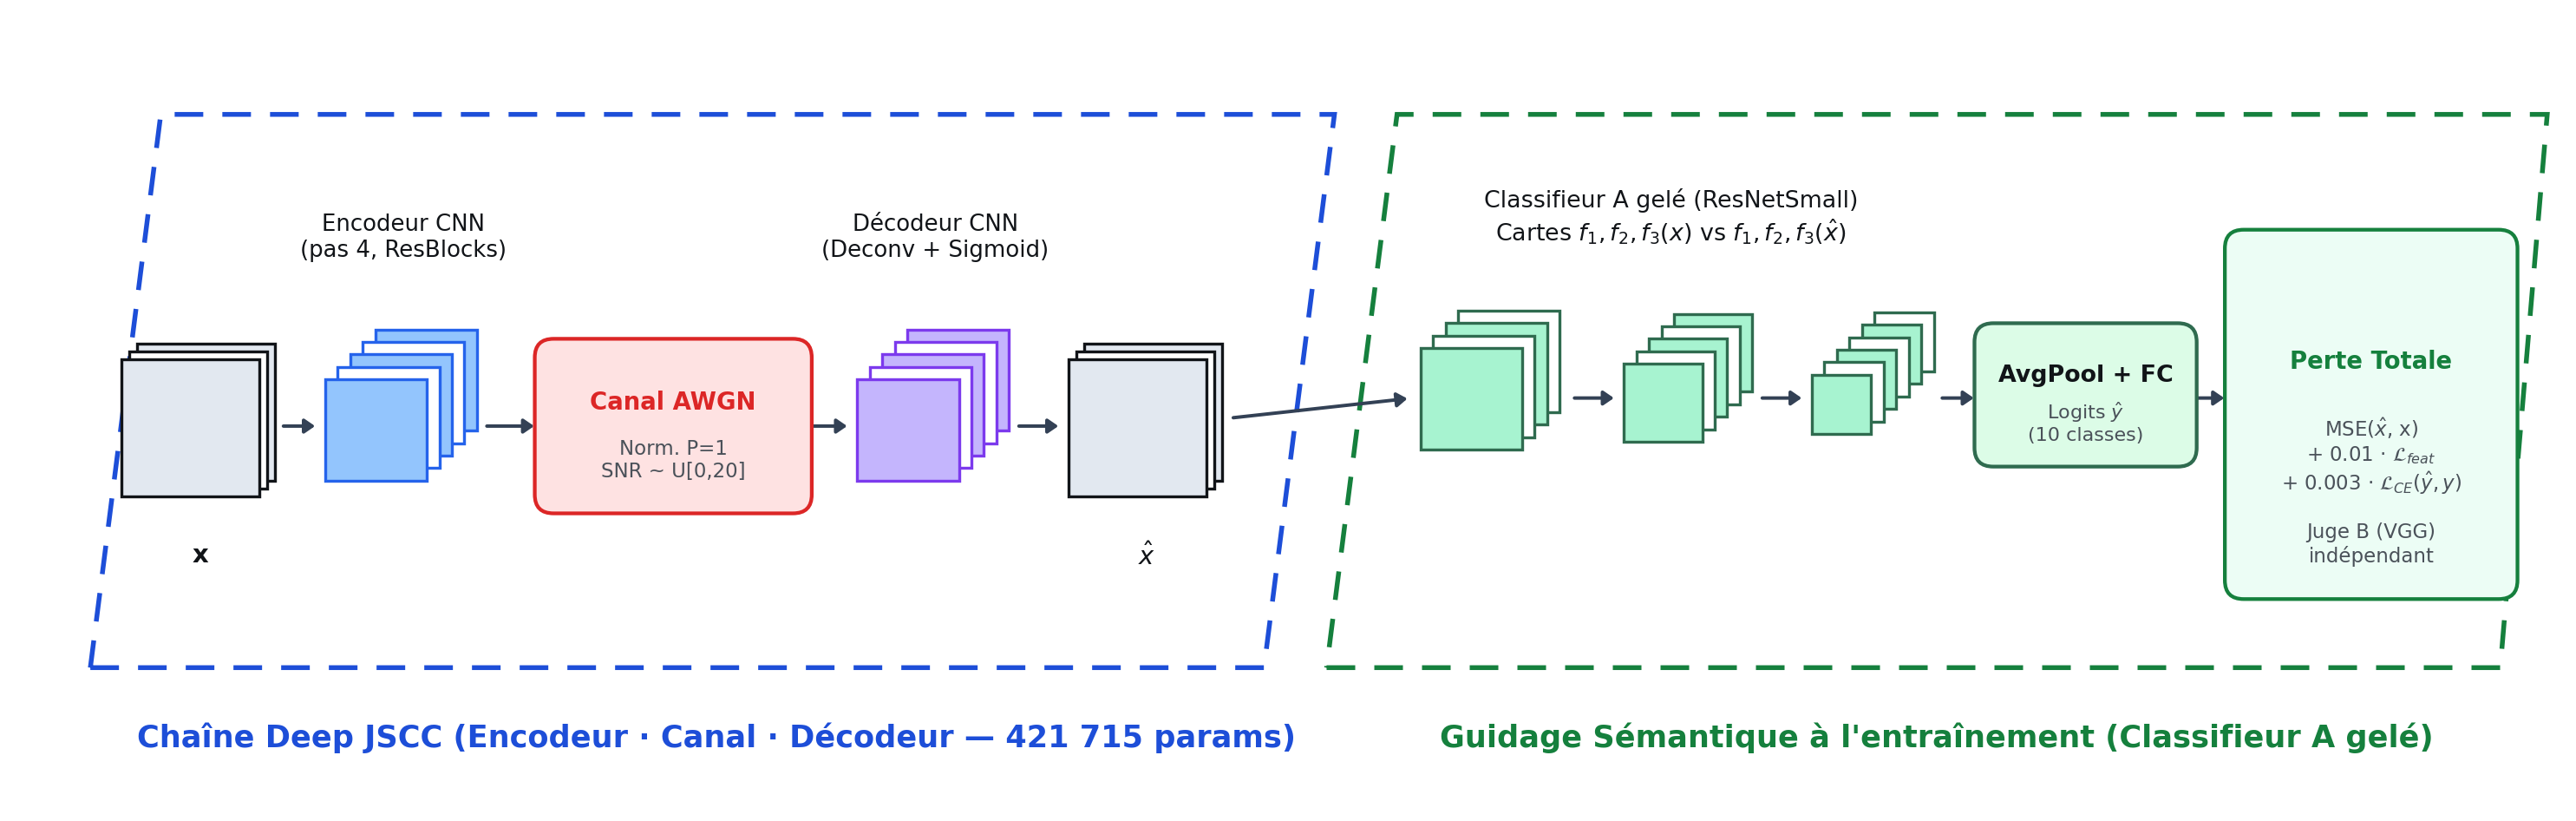 Encodeur CNN
(pas 4, ResBlocks)
Décodeur CNN
(Deconv + Sigmoid)
Canal AWGN
Norm. P=1
SNR ~ U[0,20]
x
x̂
Classifieur A gelé (ResNetSmall)
Cartes f₁, f₂, f₃(x) vs f₁, f₂, f₃(x̂)
AvgPool + FC
Logits ŷ
(10 classes)
Perte Totale
MSE(x̂, x)
+ 0.01 · ℒ_feat
+ 0.003 · ℒ_CE(ŷ, y)
Juge B (VGG)
indépendant
Chaîne Deep JSCC (Encodeur · Canal · Décodeur — 421 715 params)
Guidage Sémantique à l'entraînement (Classifieur A gelé)